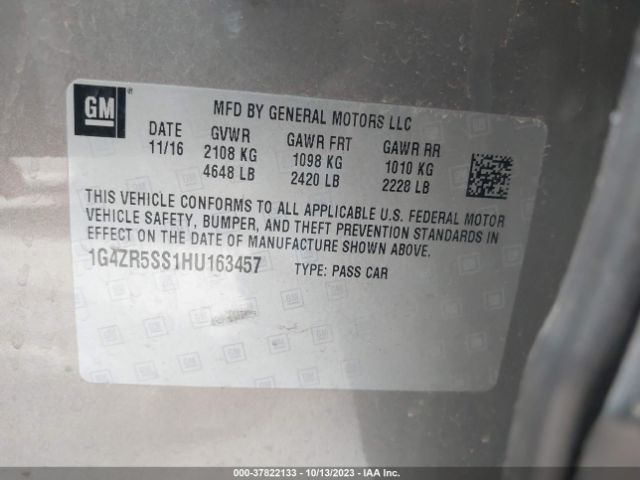 GM
MFD BY GENERAL MOTORS LLC
DATE GVWR GAWR FRT GAWR RR
11/16 2108 KG 1098 KG 1010 KG
4648 LB 2420 LB 2228 LB
THIS VEHICLE CONFORMS TO ALL APPLICABLE U.S. FEDERAL MOTOR
VEHICLE SAFETY, BUMPER, AND THEFT PREVENTION STANDARDS IN
EFFECT ON THE DATE OF MANUFACTURE SHOWN ABOVE.
1G4ZR5SS1HU163457 TYPE: PASS CAR
000-37822133 - 10/13/2023 - IAA Inc.